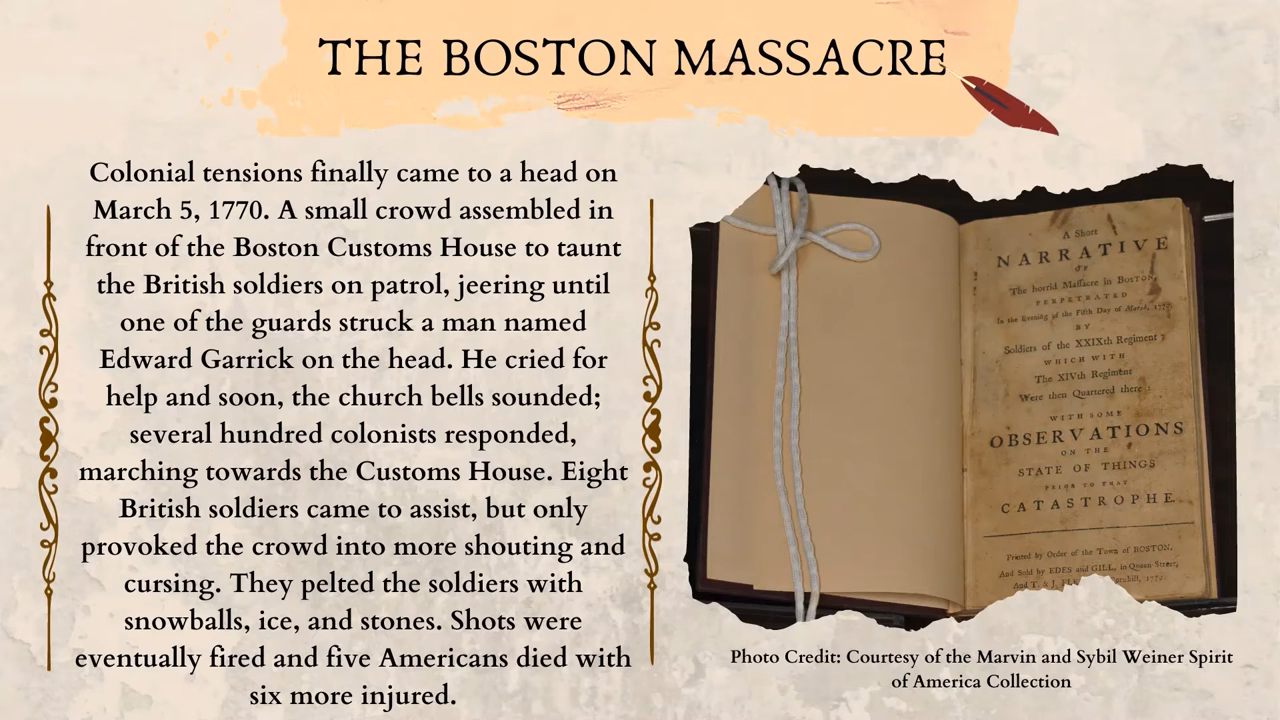 THE BOSTON MASSACRE
Colonial tensions finally came to a head on
March 5, 1770. A small crowd assembled in
front of the Boston Customs House to taunt
the British soldiers on patrol, jeering until
one of the guards struck a man named
Edward Garrick on the head. He cried for
help and soon, the church bells sounded;
several hundred colonists responded,
marching towards the Customs House. Eight
British soldiers came to assist, but only
provoked the crowd into more shouting and
cursing. They pelted the soldiers with
snowballs, ice, and stones. Shots were
eventually fired and five Americans died with
six more injured.
A Short
NARRATIVE
OF
The horrid Maſſacre in BOSTON,
PERPETRATED
In the Evening of the Fifth Day of March,
BY
Soldiers of the XXIXth Regiment;
WHICH WITH
The XIVth Regiment
Were then Quartered there:
WITH SOME
OBSERVATIONS
ON THE
STATE OF THINGS
PRIOR TO THAT
CATASTROPHE
Printed by Order of the Town of BOSTON,
And Sold by EDES and GILL, in Queen-Street,
And T. & J.
Photo Credit: Courtesy of the Marvin and Sybil Weiner Spirit
of America Collection